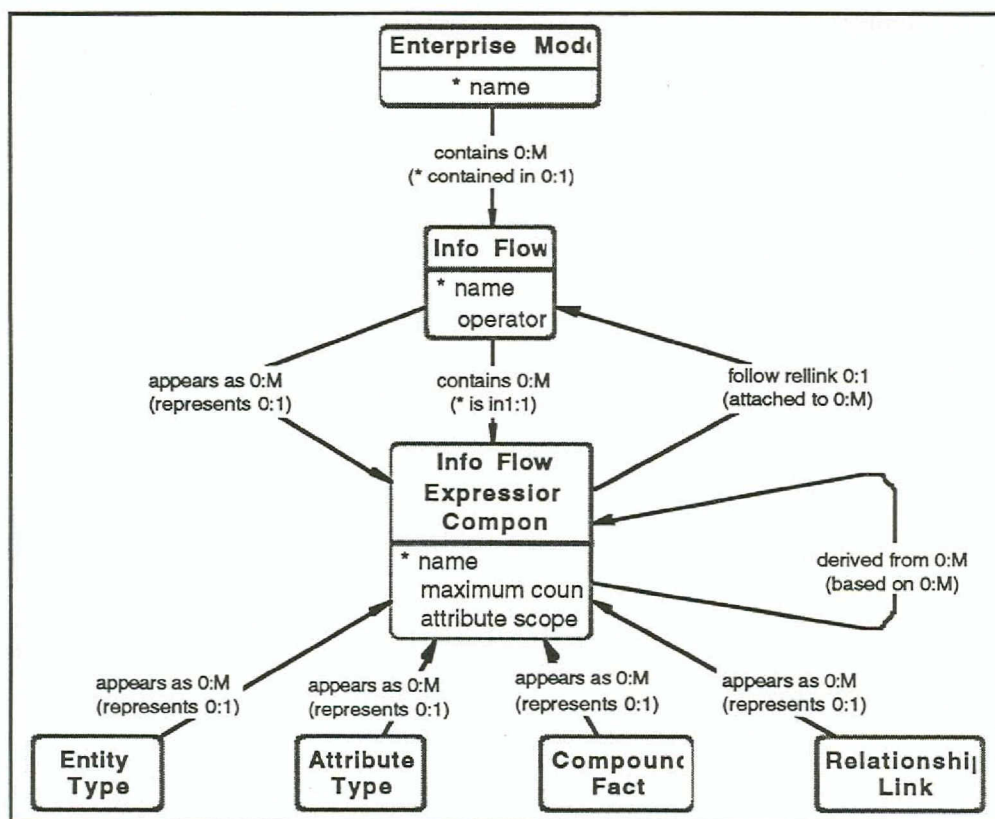 Enterprise Mod
* name
contains 0:M
(* contained in 0:1)
Info Flow
* name
operator
appears as 0:M
(represents 0:1)
contains 0:M
(* is in1:1)
follow rellink 0:1
(attached to 0:M)
Info Flow
Expression
Compon
* name
maximum coun
attribute scope
derived from 0:M
(based on 0:M)
appears as 0:M
(represents 0:1)
appears as 0:M
(represents 0:1)
appears as 0:M
(represents 0:1)
appears as 0:M
(represents 0:1)
Entity
Type
Attribute
Type
Compound
Fact
Relationship
Link